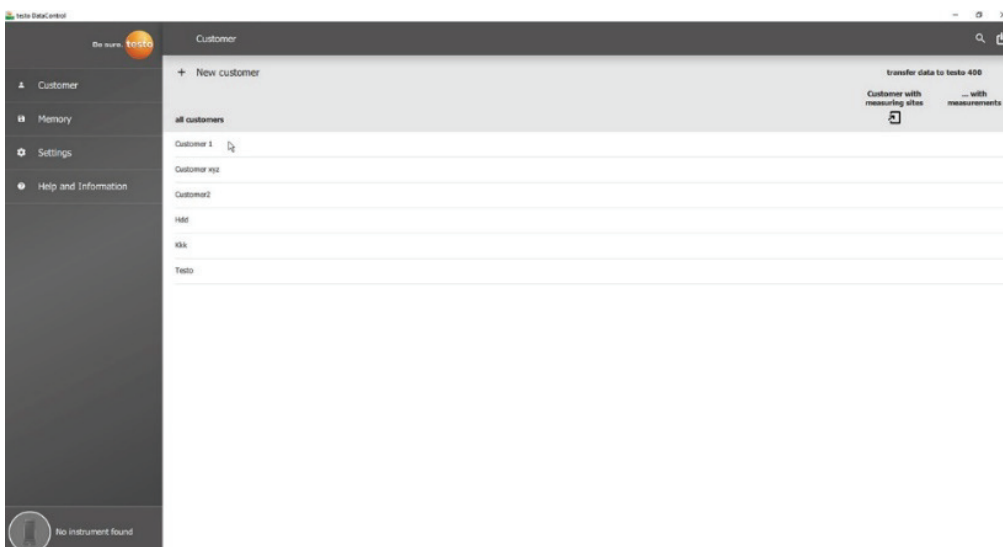 testo DataControl
Be sure. testo
Customer
Customer
Memory
Settings
Help and Information
+ New customer
transfer data to testo 400
Customer with
measuring sites
... with
measurements
all customers
Customer 1
Customer xyz
Customer2
Hdd
Kkk
Testo
No instrument found